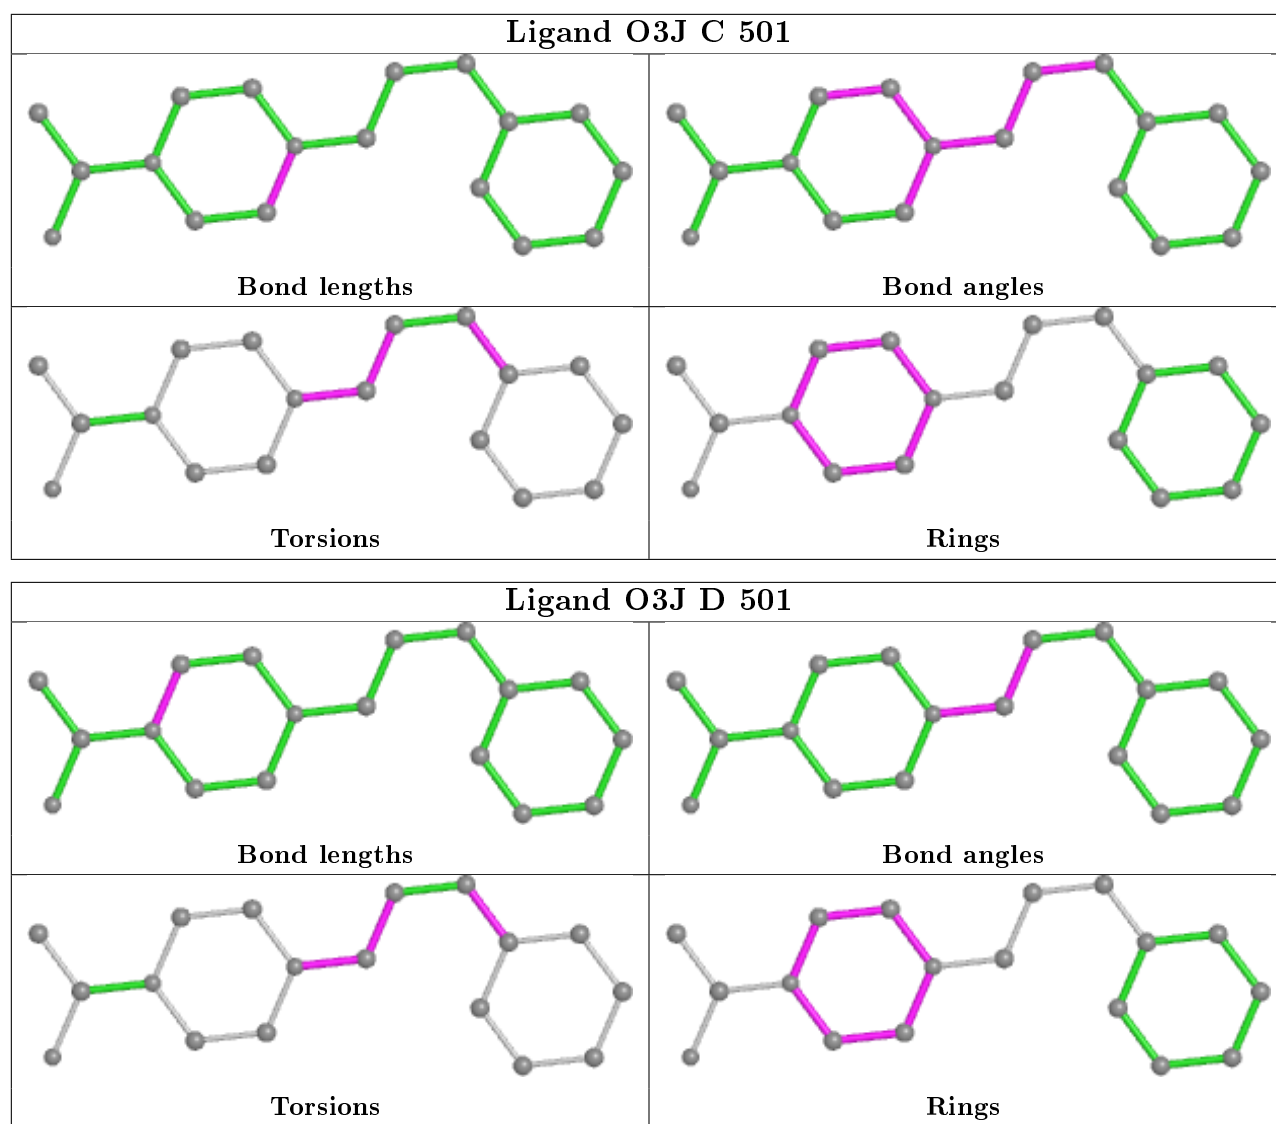 Ligand O3J C 501
Bond lengths
Bond angles
Torsions
Rings
Ligand O3J D 501
Bond lengths
Bond angles
Torsions
Rings